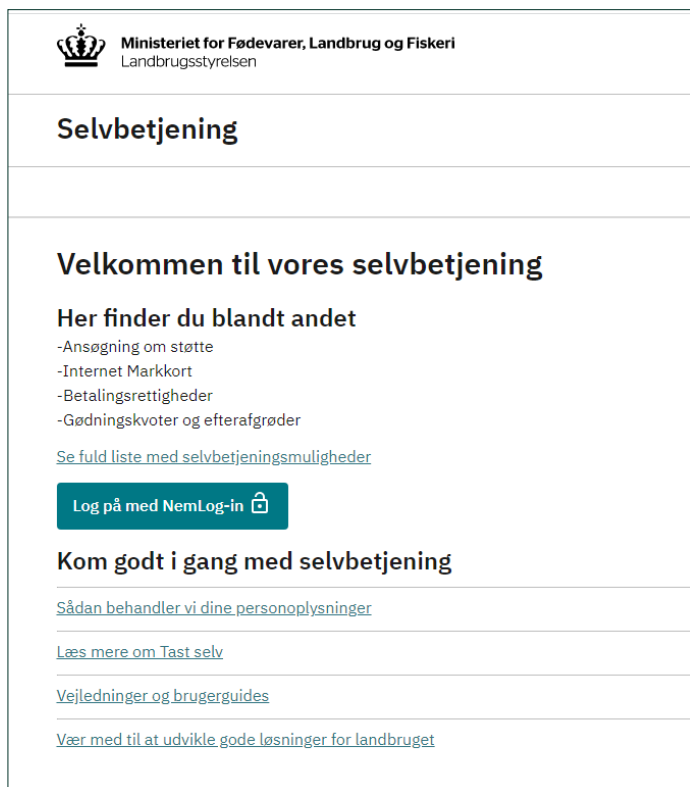 Ministeriet for Fødevarer, Landbrug og Fiskeri
Landbrugsstyrelsen
Selvbetjening
Velkommen til vores selvbetjening
Her finder du blandt andet
-Ansøgning om støtte
-Internet Markkort
-Betalingsrettigheder
-Gødningskvoter og efterafgrøder
Se fuld liste med selvbetjeningsmuligheder
Log på med NemLog-in
Kom godt i gang med selvbetjening
Sådan behandler vi dine personoplysninger
Læs mere om Tast selv
Vejledninger og brugerguides
Vær med til at udvikle gode løsninger for landbruget